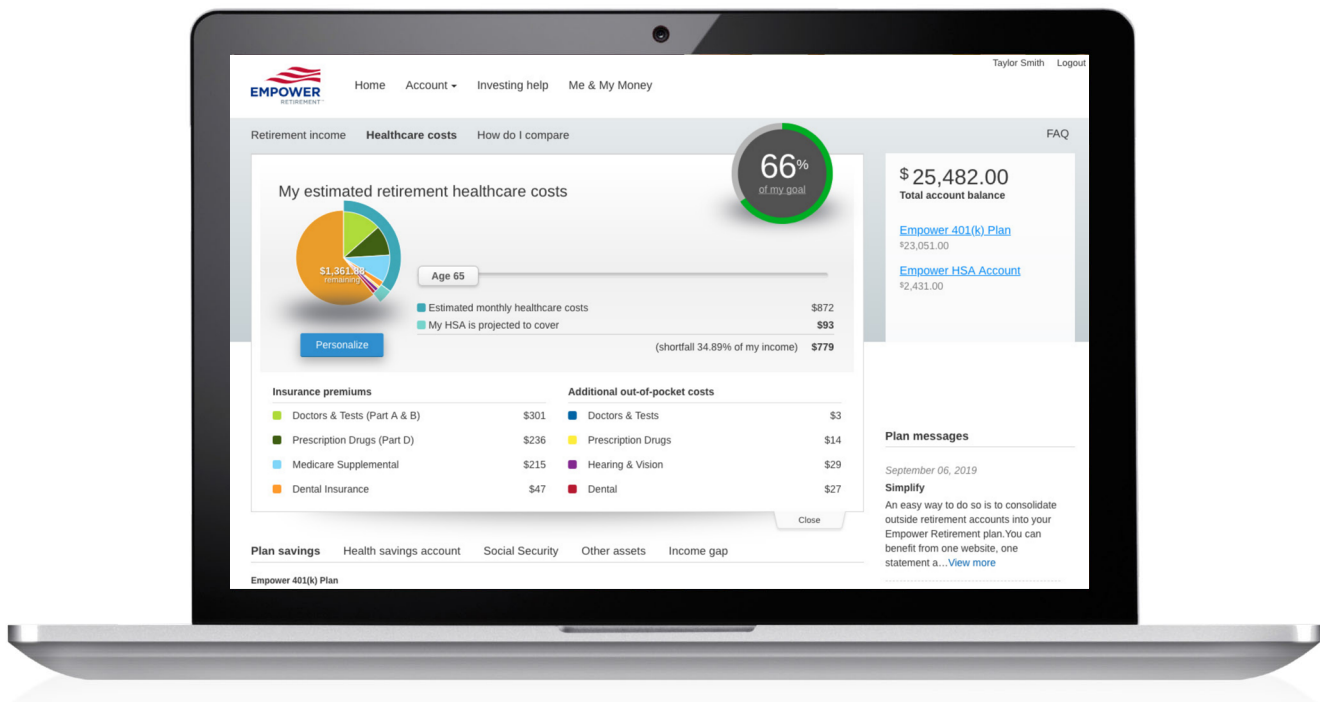 Taylor Smith Logout
EMPOWER
RETIREMENT
Home Account Investing help Me & My Money
Retirement income Healthcare costs How do I compare FAQ
66%
of my goal
My estimated retirement healthcare costs
$1,361.88
remaining
Age 65
Estimated monthly healthcare costs $872
My HSA is projected to cover $93
(shortfall 34.89% of my income) $779
Personalize
Insurance premiums
Doctors & Tests (Part A & B) $301
Prescription Drugs (Part D) $236
Medicare Supplemental $215
Dental Insurance $47
Additional out-of-pocket costs
Doctors & Tests $3
Prescription Drugs $14
Hearing & Vision $29
Dental $27
Close
$25,482.00
Total account balance
Empower 401(k) Plan
$23,051.00
Empower HSA Account
$2,431.00
Plan messages
September 06, 2019
Simplify
An easy way to do so is to consolidate
outside retirement accounts into your
Empower Retirement plan.You can
benefit from one website, one
statement a…View more
Plan savings Health savings account Social Security Other assets Income gap
Empower 401(k) Plan